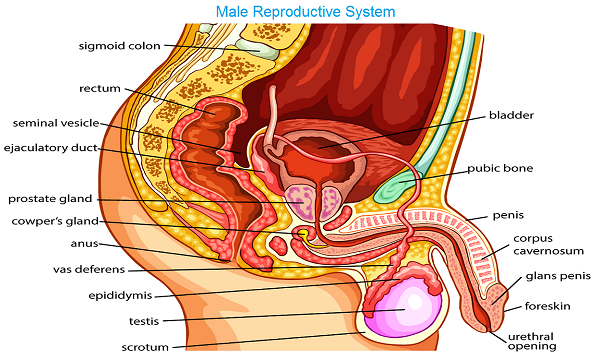 Male Reproductive System
sigmoid colon
rectum
seminal vesicle
ejaculatory duct
prostate gland
cowper's gland
anus
vas deferens
epididymis
testis
scrotum
bladder
pubic bone
penis
corpus
cavernosum
glans penis
foreskin
urethral
opening